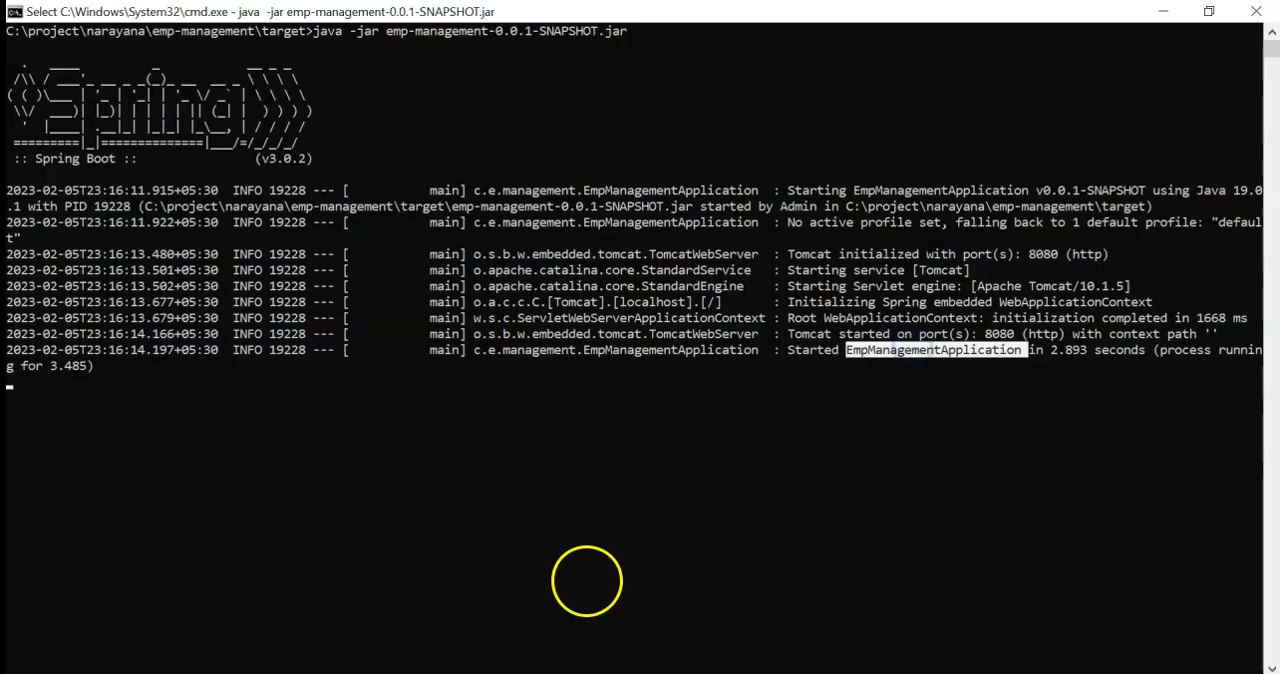 Select C:\Windows\System32\cmd.exe - java  -jar emp-management-0.0.1-SNAPSHOT.jar
C:\project\narayana\emp-management\target>java -jar emp-management-0.0.1-SNAPSHOT.jar
  .   ____          _            __ _ _
 /\\ / ___'_ __ _ _(_)_ __  __ _ \ \ \ \
( ( )\___ | '_ | '_| | '_ \/ _` | \ \ \ \
 \\/  ___)| |_)| | | | | || (_| |  ) ) ) )
  '  |____| .__|_| |_|_| |_\__, | / / / /
 =========|_|==============|___/=/_/_/_/
 :: Spring Boot ::                (v3.0.2)
2023-02-05T23:16:11.915+05:30  INFO 19228 --- [           main] c.e.management.EmpManagementApplication  : Starting EmpManagementApplication v0.0.1-SNAPSHOT using Java 19.0
.1 with PID 19228 (C:\project\narayana\emp-management\target\emp-management-0.0.1-SNAPSHOT.jar started by Admin in C:\project\narayana\emp-management\target)
2023-02-05T23:16:11.922+05:30  INFO 19228 --- [           main] c.e.management.EmpManagementApplication  : No active profile set, falling back to 1 default profile: "defaul
t"
2023-02-05T23:16:13.480+05:30  INFO 19228 --- [           main] o.s.b.w.embedded.tomcat.TomcatWebServer  : Tomcat initialized with port(s): 8080 (http)
2023-02-05T23:16:13.501+05:30  INFO 19228 --- [           main] o.apache.catalina.core.StandardService   : Starting service [Tomcat]
2023-02-05T23:16:13.502+05:30  INFO 19228 --- [           main] o.apache.catalina.core.StandardEngine    : Starting Servlet engine: [Apache Tomcat/10.1.5]
2023-02-05T23:16:13.677+05:30  INFO 19228 --- [           main] o.a.c.c.C.[Tomcat].[localhost].[/]       : Initializing Spring embedded WebApplicationContext
2023-02-05T23:16:13.679+05:30  INFO 19228 --- [           main] w.s.c.ServletWebServerApplicationContext : Root WebApplicationContext: initialization completed in 1668 ms
2023-02-05T23:16:14.166+05:30  INFO 19228 --- [           main] o.s.b.w.embedded.tomcat.TomcatWebServer  : Tomcat started on port(s): 8080 (http) with context path ''
2023-02-05T23:16:14.197+05:30  INFO 19228 --- [           main] c.e.management.EmpManagementApplication  : Started EmpManagementApplication in 2.893 seconds (process runnin
g for 3.485)